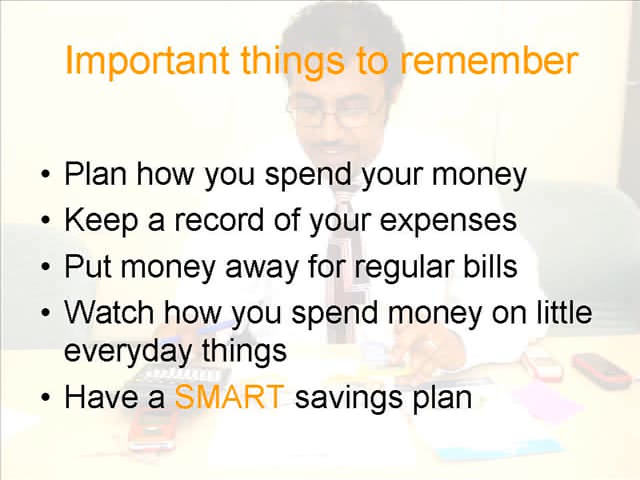 Important things to remember
• Plan how you spend your money
• Keep a record of your expenses
• Put money away for regular bills
• Watch how you spend money on little
everyday things
• Have a SMART savings plan